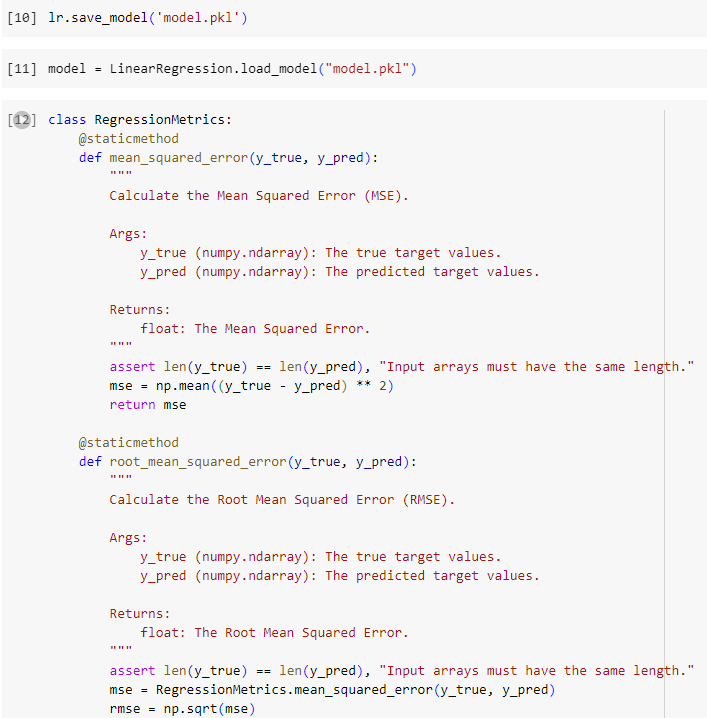 [10] lr.save_model('model.pkl')
[11] model = LinearRegression.load_model("model.pkl")
[12] class RegressionMetrics:
    @staticmethod
    def mean_squared_error(y_true, y_pred):
        """
        Calculate the Mean Squared Error (MSE).

        Args:
            y_true (numpy.ndarray): The true target values.
            y_pred (numpy.ndarray): The predicted target values.

        Returns:
            float: The Mean Squared Error.
        """
        assert len(y_true) == len(y_pred), "Input arrays must have the same length."
        mse = np.mean((y_true - y_pred) ** 2)
        return mse

    @staticmethod
    def root_mean_squared_error(y_true, y_pred):
        """
        Calculate the Root Mean Squared Error (RMSE).

        Args:
            y_true (numpy.ndarray): The true target values.
            y_pred (numpy.ndarray): The predicted target values.

        Returns:
            float: The Root Mean Squared Error.
        """
        assert len(y_true) == len(y_pred), "Input arrays must have the same length."
        mse = RegressionMetrics.mean_squared_error(y_true, y_pred)
        rmse = np.sqrt(mse)